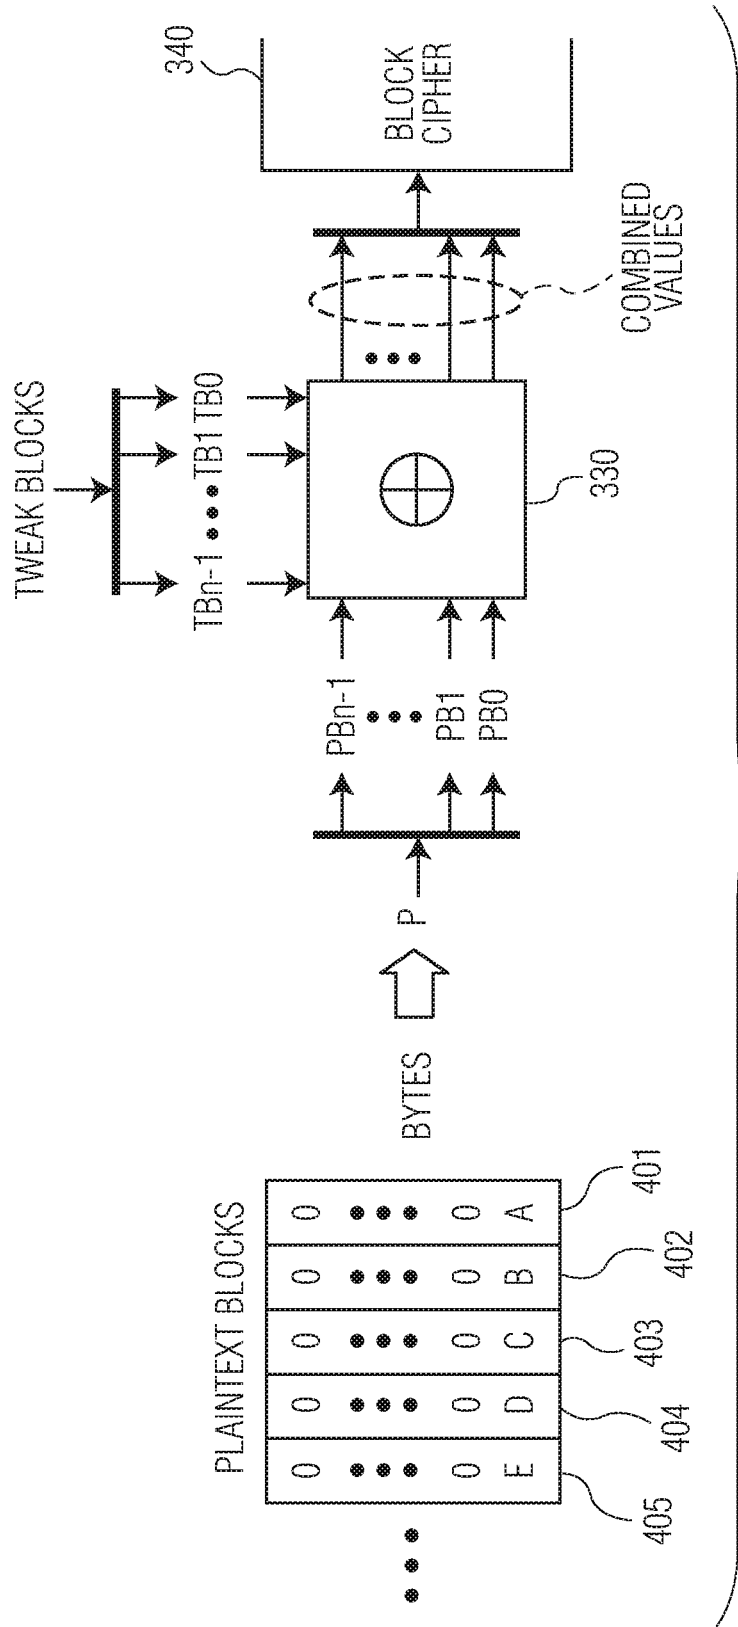 PLAINTEXT BLOCKS
0 0 0 0 0
0 0 0 0 0
E D C B A
405
404
403
402
401
BYTES
P
PBn-1
PB1
PB0
TWEAK BLOCKS
TBn-1 TB1 TB0
330
COMBINED
VALUES
BLOCK
CIPHER
340